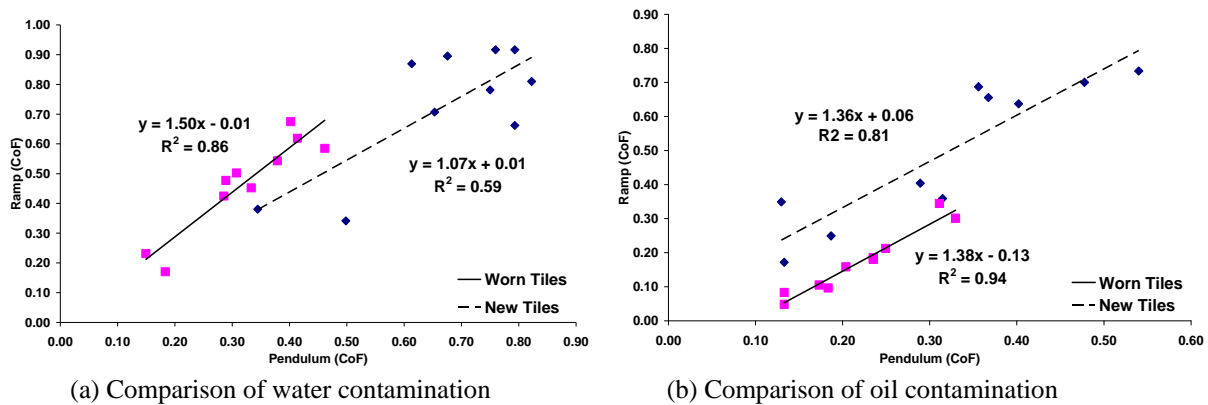 1.00
0.90
0.80
0.70
0.60
0.50
0.40
0.30
0.20
0.10
0.00
Ramp (CoF)
y = 1.50x - 0.01
R² = 0.86
y = 1.07x + 0.01
R² = 0.59
Worn Tiles
New Tiles
0.00 0.10 0.20 0.30 0.40 0.50 0.60 0.70 0.80 0.90
Pendulum (CoF)
(a) Comparison of water contamination
0.90
0.80
0.70
0.60
0.50
0.40
0.30
0.20
0.10
0.00
Ramp (CoF)
y = 1.36x + 0.06
R2 = 0.81
y = 1.38x - 0.13
R² = 0.94
Worn Tiles
New Tiles
0.00 0.10 0.20 0.30 0.40 0.50 0.60
Pendulum (CoF)
(b) Comparison of oil contamination